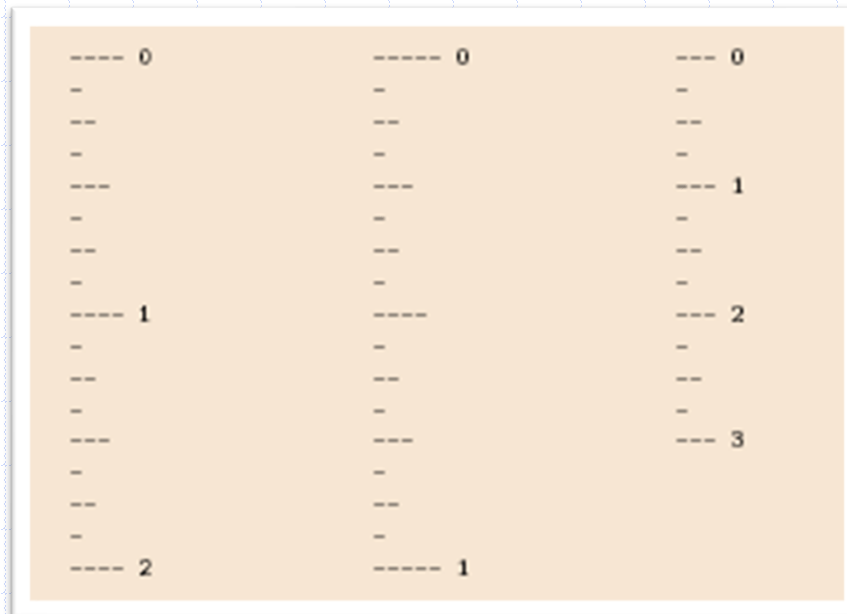 ---- 0 ----- 0 --- 0
- - -
-- -- --
- - -
--- --- --- 1
- - -
-- -- --
- - -
---- 1 ---- --- 2
- - -
-- -- --
- - -
--- --- --- 3
- -
-- --
- -
---- 2 ----- 1